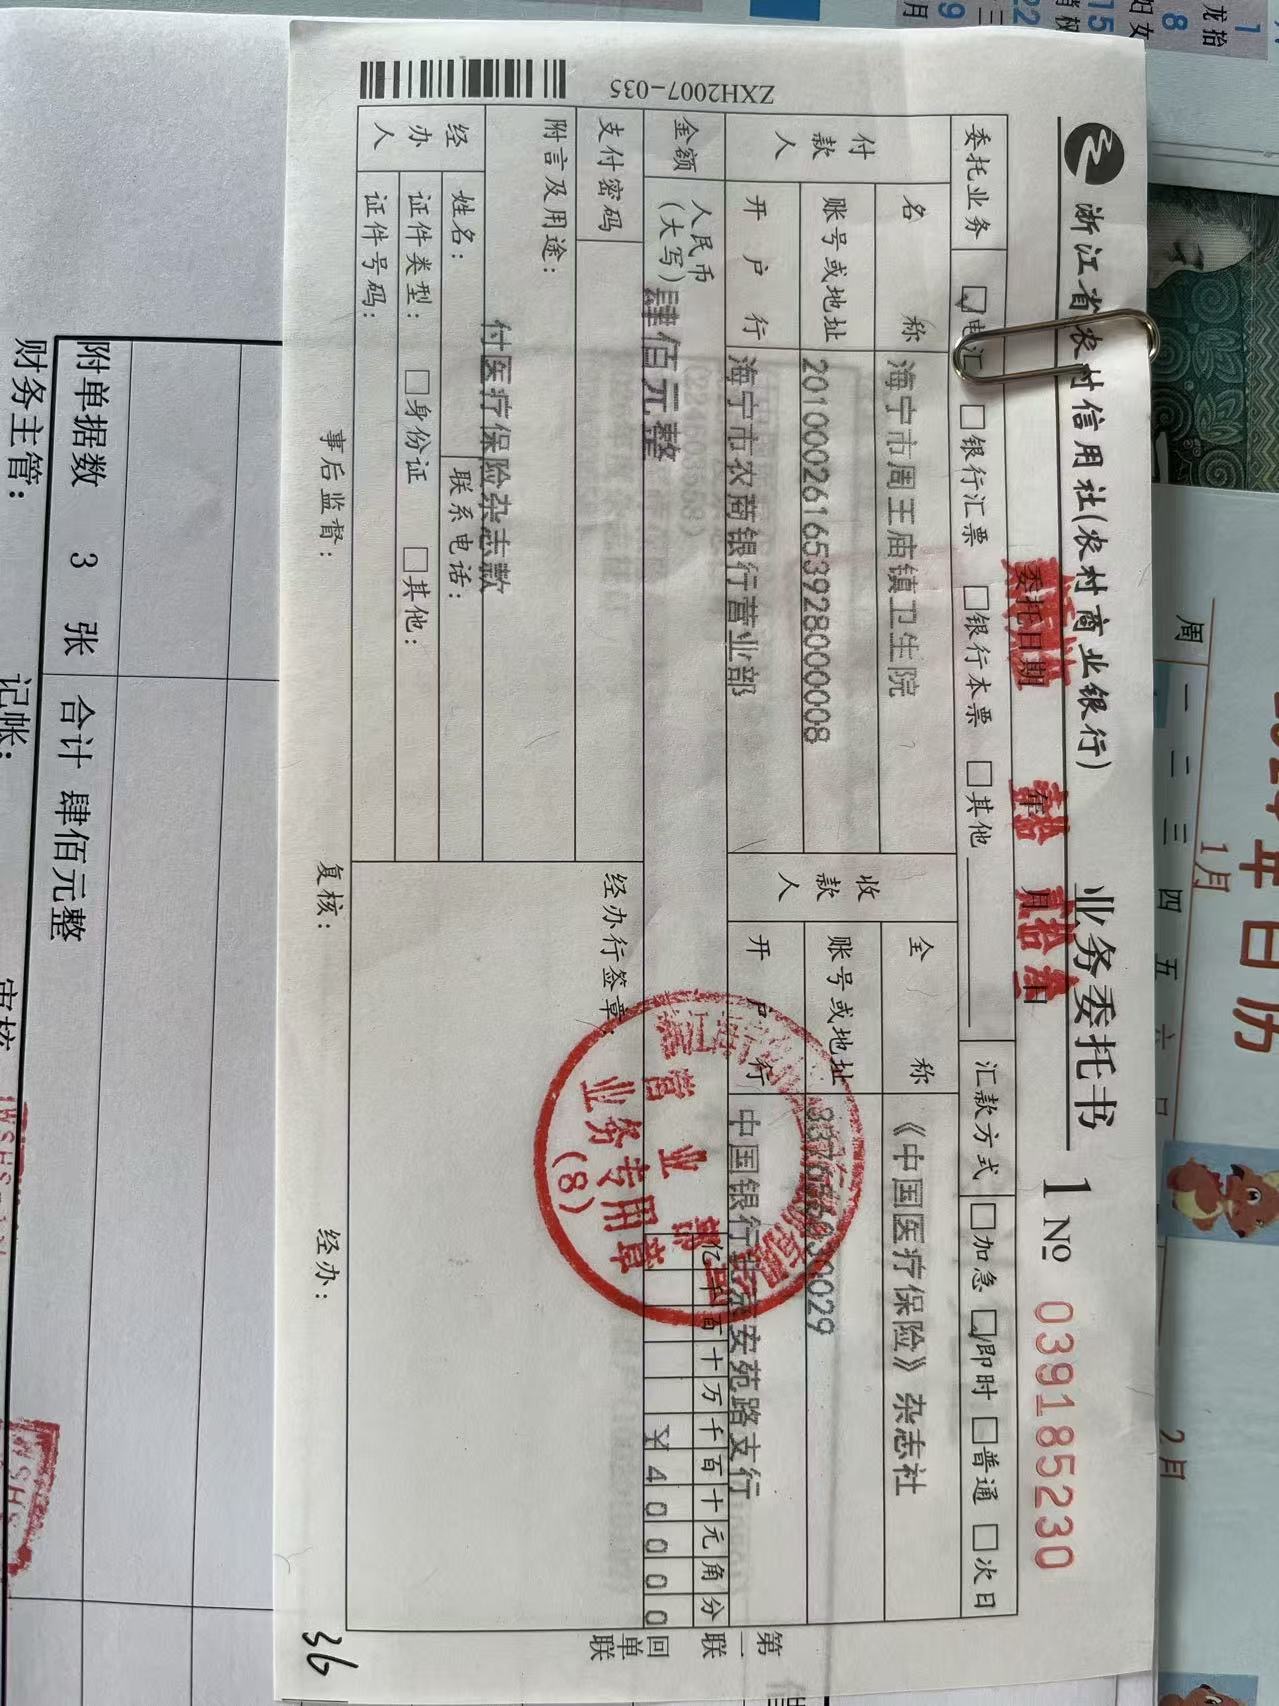 浙江省农村信用社(农村商业银行) 业务委托书 1 № 0391852​30
委托日期 年 月 日
委托业务 电汇 □银行汇票 □银行本票 □其他 汇款方式 □加急 □即时 □普通 □次日
付款人 名称 海宁市周王庙镇卫生院
账号或地址 201000261653928000008
开户行 海宁市农商银行营业部
收款人 全称 《中国医疗保险》杂志社
账号或地址
开户行 中国银行 安苑路支行
金额 人民币(大写) 肆佰元整
亿千百十万千百十元角分
¥40000
支付密码
附言及用途: 付医疗保险杂志款
经办行签章
经办人 姓名: 联系电话:
证件类型: □身份证 □其他:
证件号码:
事后监督: 复核: 经办:
第一联 回单联
ZXH2007-035
营业部
业务专用章
(8)
36
附单据数 3 张 合计 肆佰元整
财务主管: 记帐: 审核
年日历
1月
周 一 二 三 四 五 六 日
2月